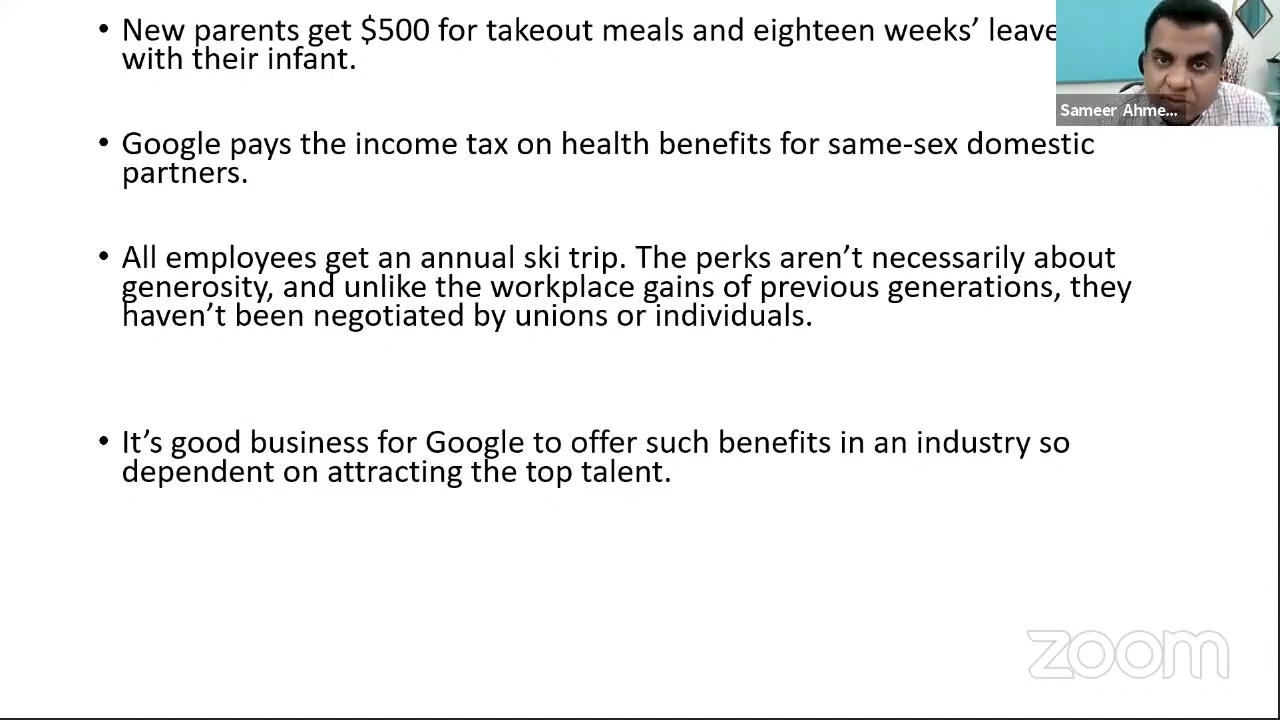 • New parents get $500 for takeout meals and eighteen weeks’ leave
with their infant.
Sameer Ahme...
• Google pays the income tax on health benefits for same-sex domestic
partners.
• All employees get an annual ski trip. The perks aren’t necessarily about
generosity, and unlike the workplace gains of previous generations, they
haven’t been negotiated by unions or individuals.
• It’s good business for Google to offer such benefits in an industry so
dependent on attracting the top talent.
zoom